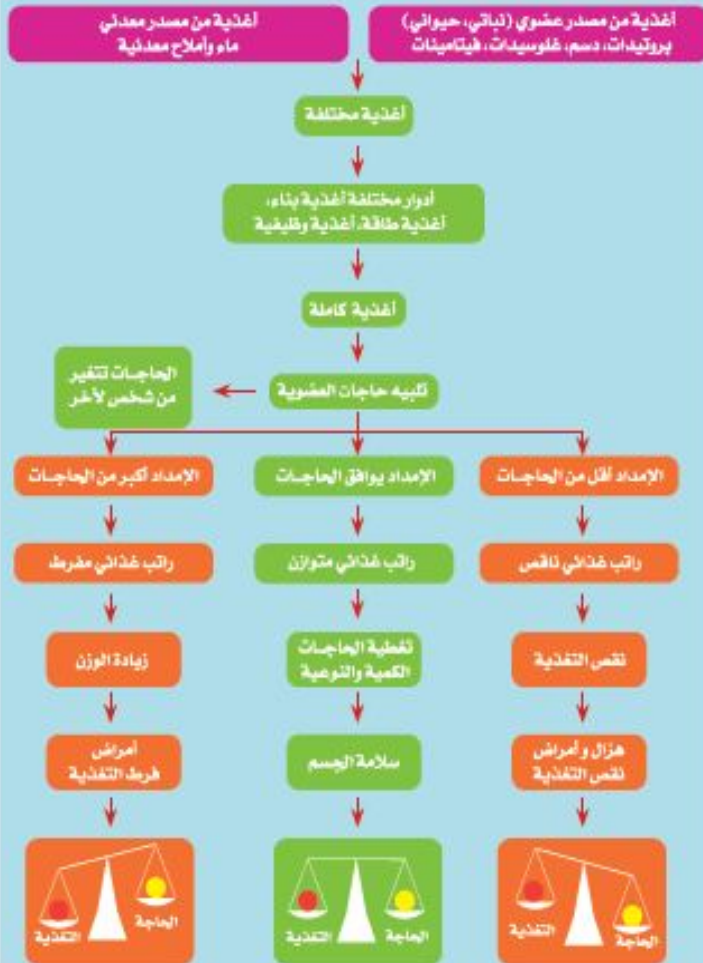 أغذية من مصدر عضوي (نباتي، حيواني)
بروتيدات، دسم، غلوسيدات، فيتامينات
أغذية من مصدر معدني
ماء وأملاح معدنية
أغذية مختلفة
أدوار مختلفة أغذية بناء،
أغذية طاقة، أغذية وظيفية
أغذية كاملة
تلبيه حاجات العضوية
الحاجات تتغير
من شخص لآخر
الإمداد أقل من الحاجات
الإمداد يوافق الحاجات
الإمداد أكبر من الحاجات
راتب غذائي ناقص
راتب غذائي متوازن
راتب غذائي مفرط
نقص التغذية
تغطية الحاجات
الكمية والنوعية
زيادة الوزن
هزال و أمراض
نقص التغذية
سلامة الجسم
أمراض
فرط التغذية
التغذية
الحاجة
الحاجة
التغذية
الحاجة
التغذية